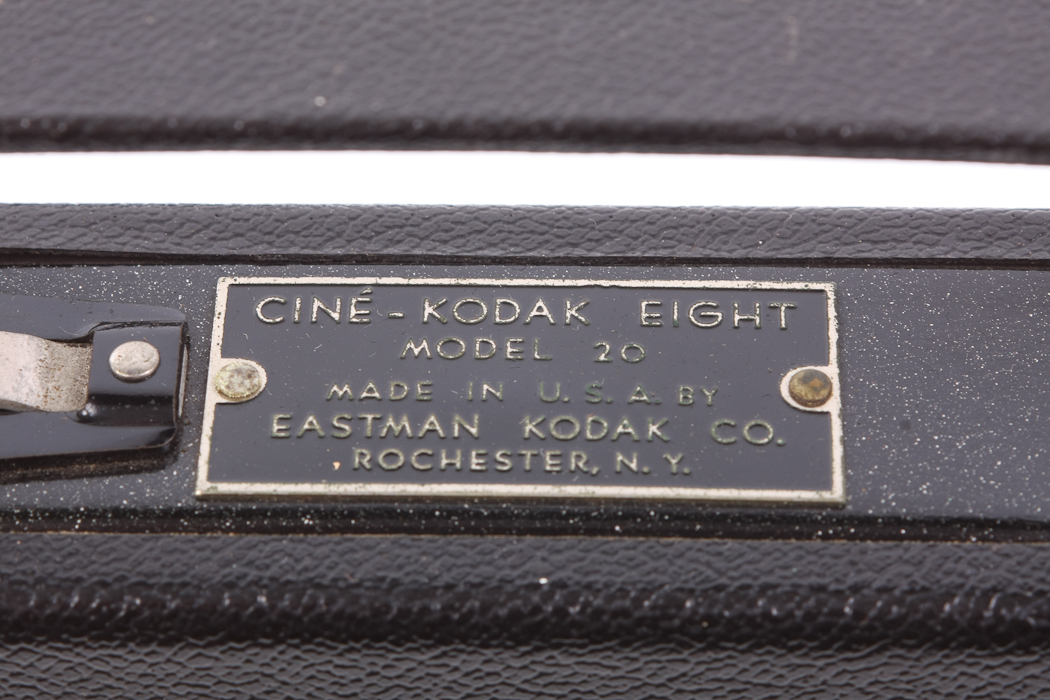 CINÉ-KODAK EIGHT
MODEL 20
MADE IN U.S.A. BY
EASTMAN KODAK CO.
ROCHESTER, N.Y.